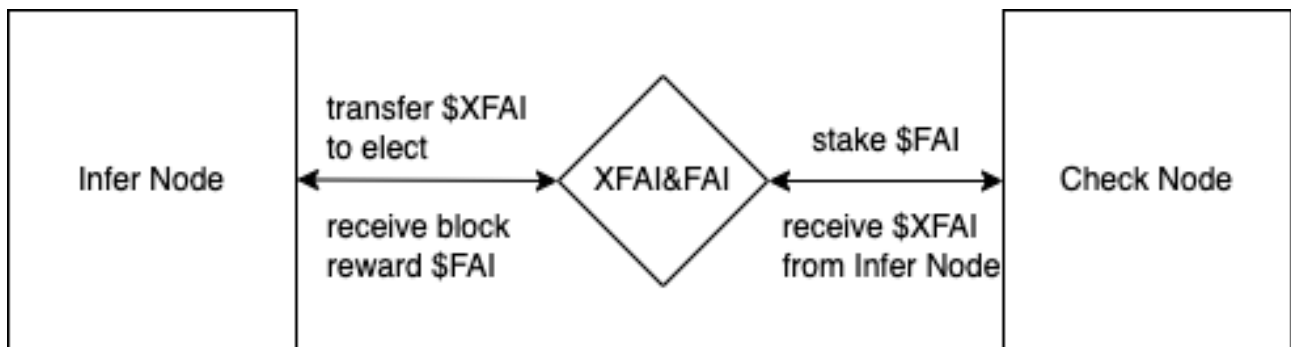 Infer Node
transfer $XFAI
to elect
receive block
reward $FAI
XFAI&FAI
stake $FAI
receive $XFAI
from Infer Node
Check Node